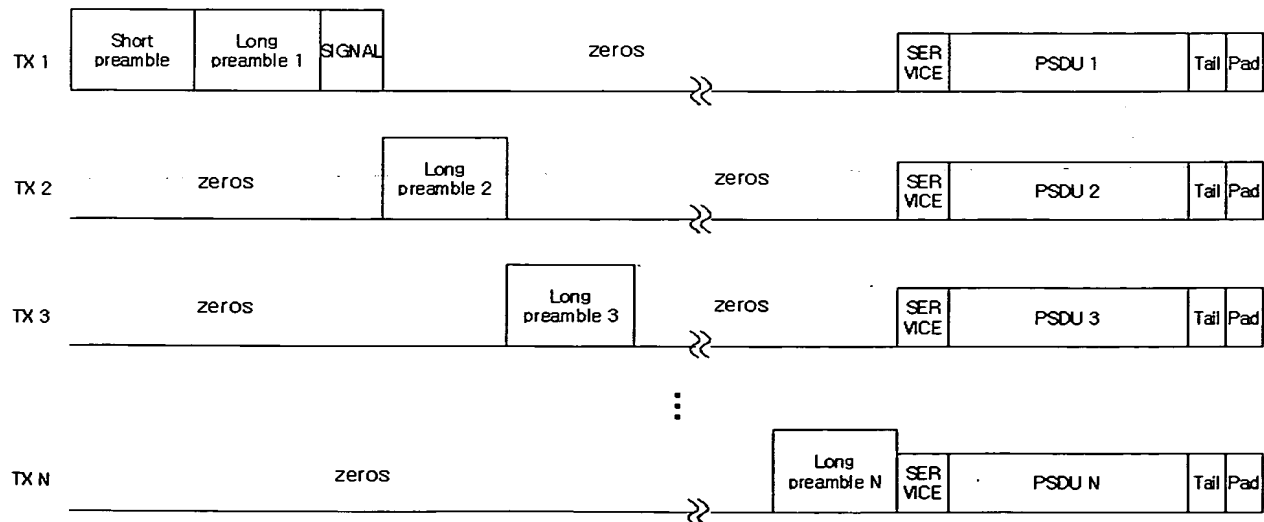 TX 1
Short
preamble
Long
preamble 1
SIGNAL
zeros
SER
VICE
PSDU 1
Tail
Pad
TX 2
zeros
Long
preamble 2
zeros
SER
VICE
PSDU 2
Tail
Pad
TX 3
zeros
Long
preamble 3
zeros
SER
VICE
PSDU 3
Tail
Pad
TX N
zeros
Long
preamble N
SER
VICE
PSDU N
Tail
Pad